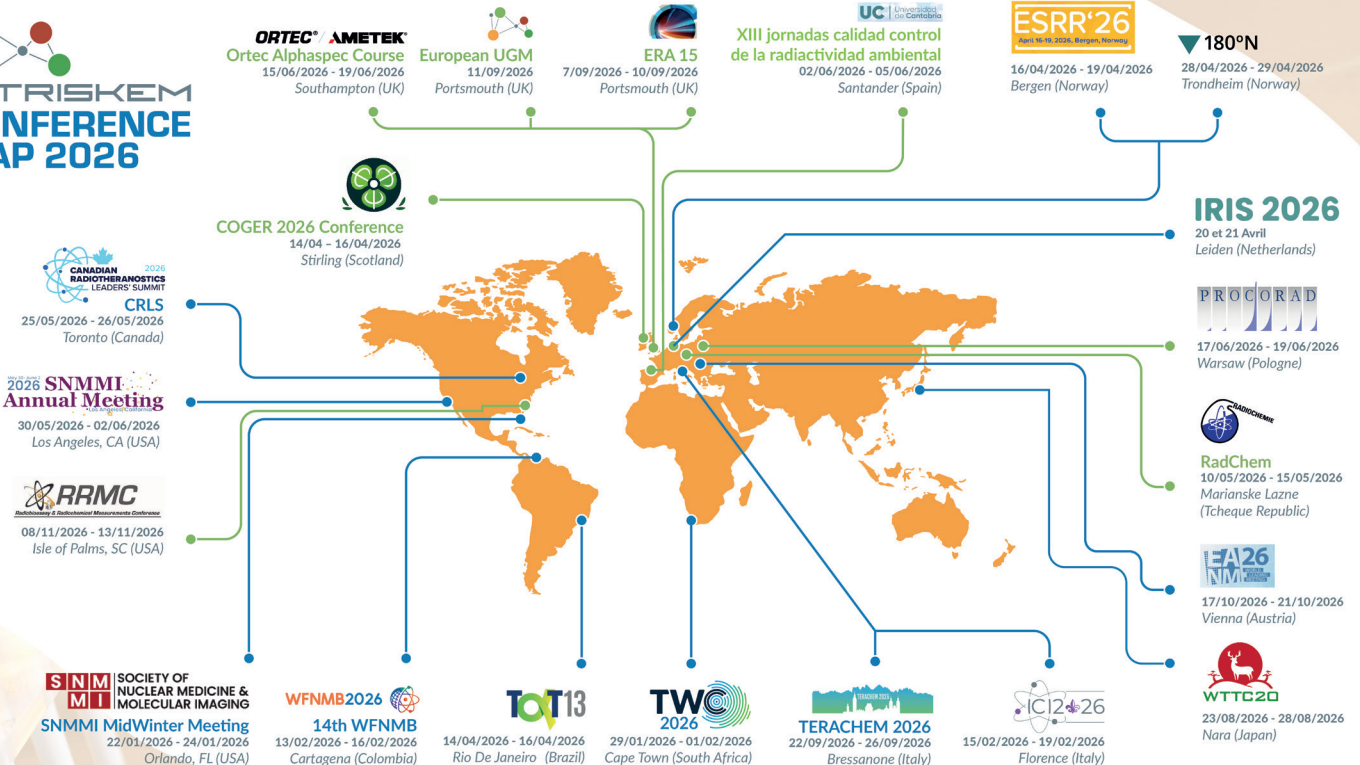 TRISKEM
NFERENCE
AP 2026
ORTEC® AMETEK®
Ortec Alphaspec Course
15/06/2026 - 19/06/2026
Southampton (UK)
European UGM
11/09/2026
Portsmouth (UK)
ERA 15
7/09/2026 - 10/09/2026
Portsmouth (UK)
UC Universidad
de Cantabria
XIII jornadas calidad control
de la radiactividad ambiental
02/06/2026 - 05/06/2026
Santander (Spain)
ESRR'26
April 16-19, 2026, Bergen, Norway
16/04/2026 - 19/04/2026
Bergen (Norway)
180°N
28/04/2026 - 29/04/2026
Trondheim (Norway)
COGER 2026 Conference
14/04 – 16/04/2026
Stirling (Scotland)
IRIS 2026
20 et 21 Avril
Leiden (Netherlands)
CANADIAN 2026
RADIOTHERANOSTICS
LEADERS' SUMMIT
CRLS
25/05/2026 - 26/05/2026
Toronto (Canada)
PROCORAD
17/06/2026 - 19/06/2026
Warsaw (Pologne)
2026 SNMMI
Annual Meeting
Los Angeles, California
30/05/2026 - 02/06/2026
Los Angeles, CA (USA)
RADIOCHEMIE
RadChem
10/05/2026 - 15/05/2026
Marianske Lazne
(Tcheque Republic)
RRMC
Radiobioassay & Radiochemical Measurements Conference
08/11/2026 - 13/11/2026
Isle of Palms, SC (USA)
EA26
NM WORLD
LEADING
MEETING
17/10/2026 - 21/10/2026
Vienna (Austria)
WTTC20
23/08/2026 - 28/08/2026
Nara (Japan)
SNMMI SOCIETY OF
NUCLEAR MEDICINE &
MOLECULAR IMAGING
SNMMI MidWinter Meeting
22/01/2026 - 24/01/2026
Orlando, FL (USA)
WFNMB2026
14th WFNMB
13/02/2026 - 16/02/2026
Cartagena (Colombia)
TAT13
14/04/2026 - 16/04/2026
Rio De Janeiro (Brazil)
TWC
2026
29/01/2026 - 01/02/2026
Cape Town (South Africa)
TERACHEM 2026
TERACHEM 2026
22/09/2026 - 26/09/2026
Bressanone (Italy)
ICI2026
15/02/2026 - 19/02/2026
Florence (Italy)